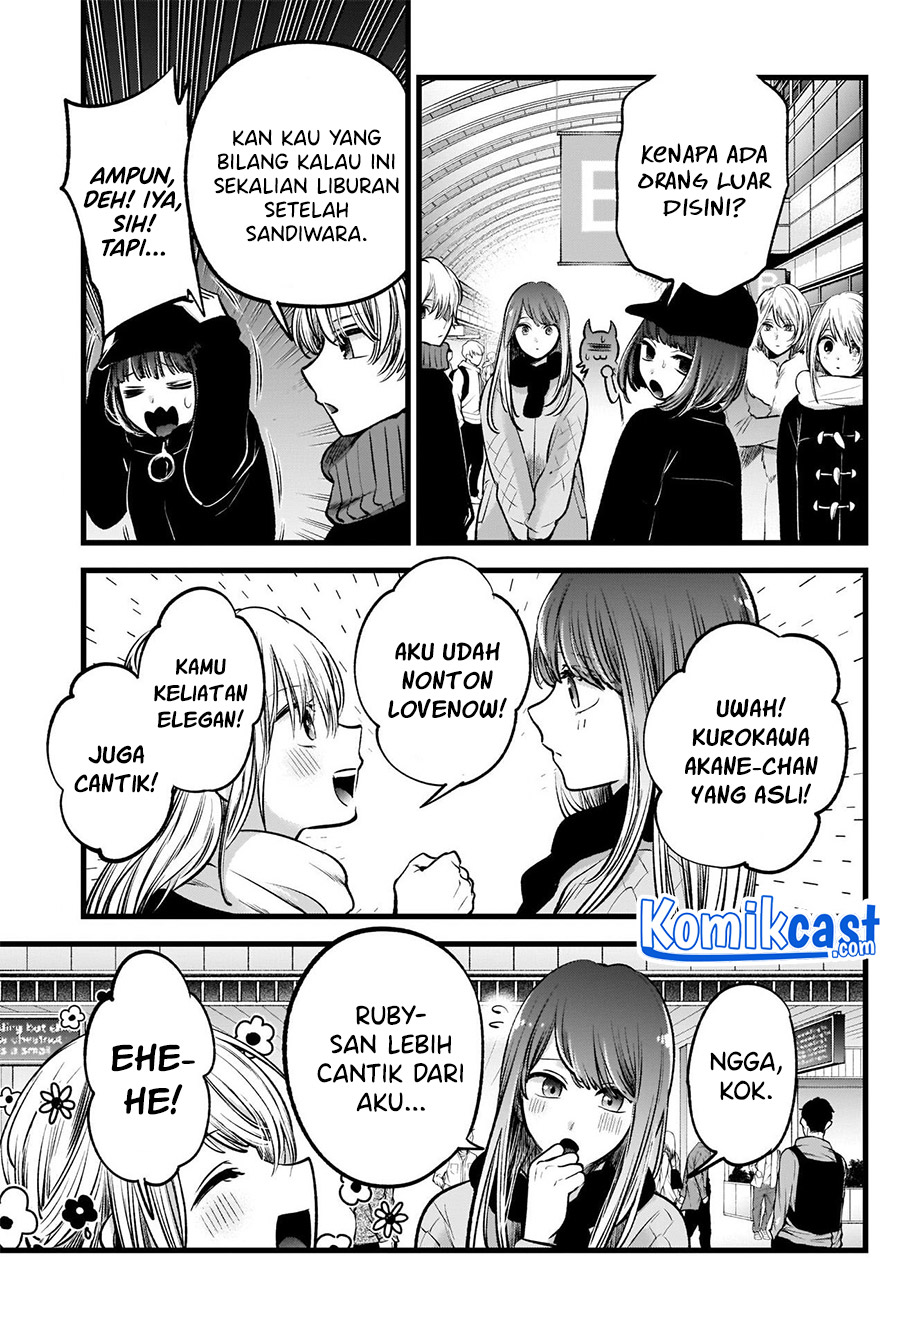 KENAPA ADA
ORANG LUAR
DISINI?
B
KAN KAU YANG
BILANG KALAU INI
SEKALIAN LIBURAN
SETELAH
SANDIWARA.
AMPUN,
DEH! IYA,
SIH!
TAPI...
UWAH!
KUROKAWA
AKANE-CHAN
YANG ASLI!
AKU UDAH
NONTON
LOVENOW!
KAMU
KELIATAN
ELEGAN!
JUGA
CANTIK!
Komikcast
.com
NGGA,
KOK.
RUBY-
SAN LEBIH
CANTIK DARI
AKU...
EHE-
HE!